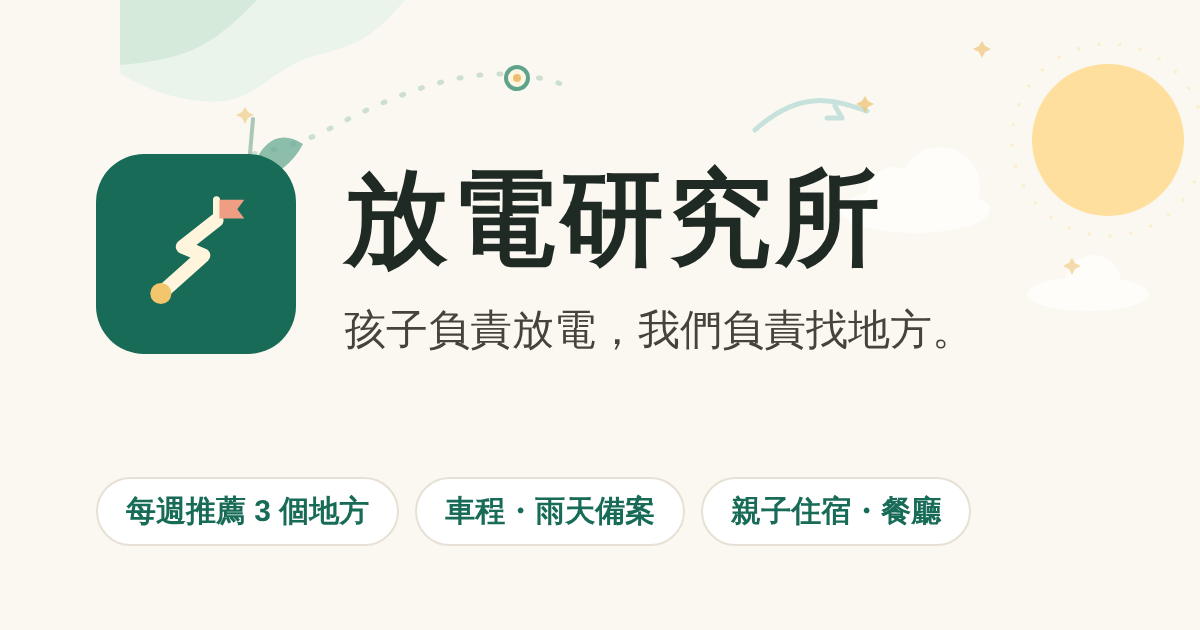 放電研究所
孩子負責放電，我們負責找地方。
每週推薦 3 個地方
車程・雨天備案
親子住宿・餐廳